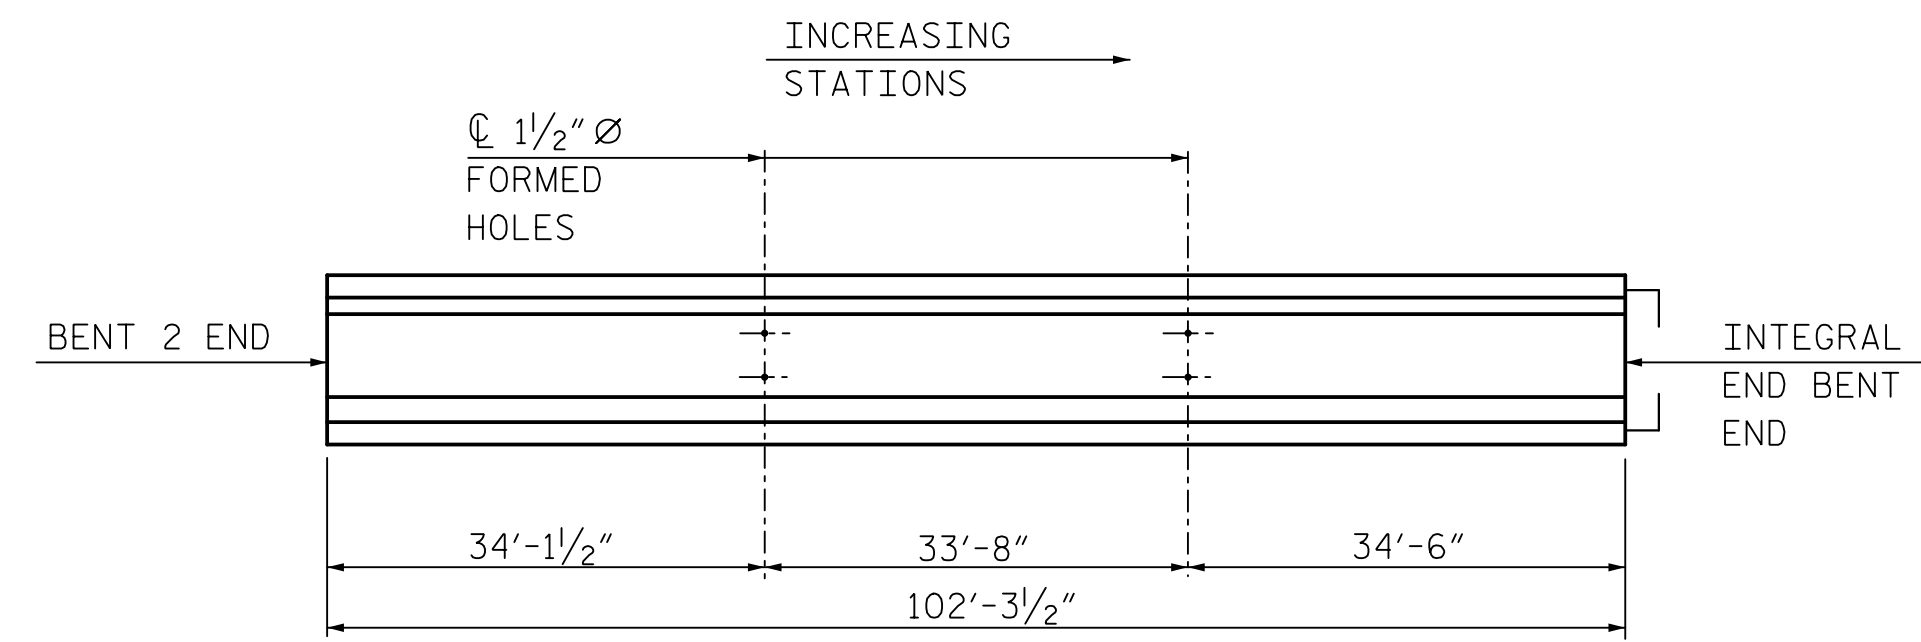 INCREASING
STATIONS
℄ 1½" Ø
FORMED
HOLES
BENT 2 END
INTEGRAL
END BENT
END
34'-1½"
33'-8"
34'-6"
102'-3½"